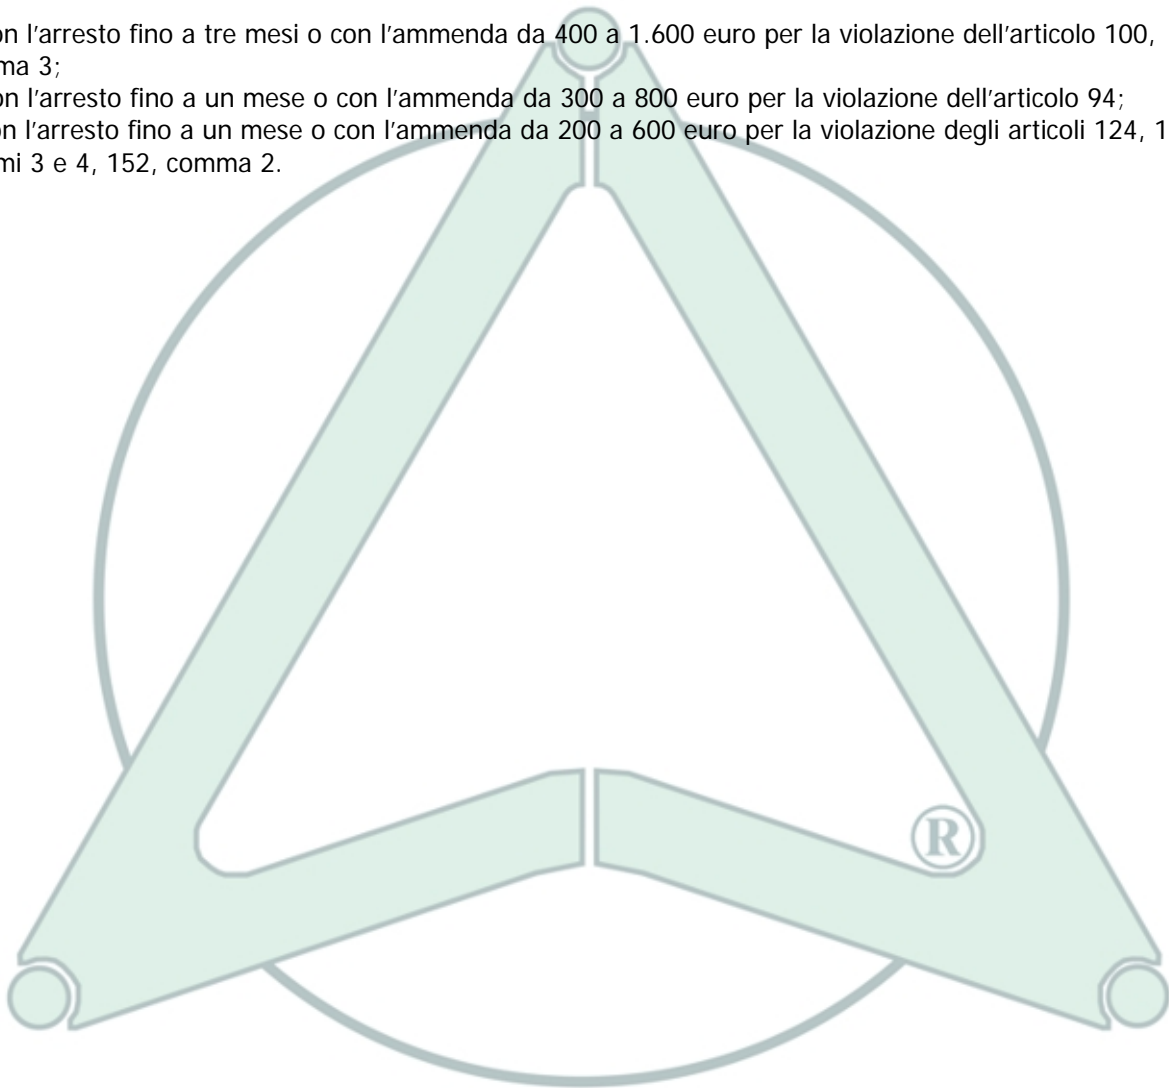 on l'arresto fino a tre mesi o con l'ammenda da 400 a 1.600 euro per la violazione dell'articolo 100,
ma 3;
on l'arresto fino a un mese o con l'ammenda da 300 a 800 euro per la violazione dell'articolo 94;
on l'arresto fino a un mese o con l'ammenda da 200 a 600 euro per la violazione degli articoli 124, 1
mi 3 e 4, 152, comma 2.
®